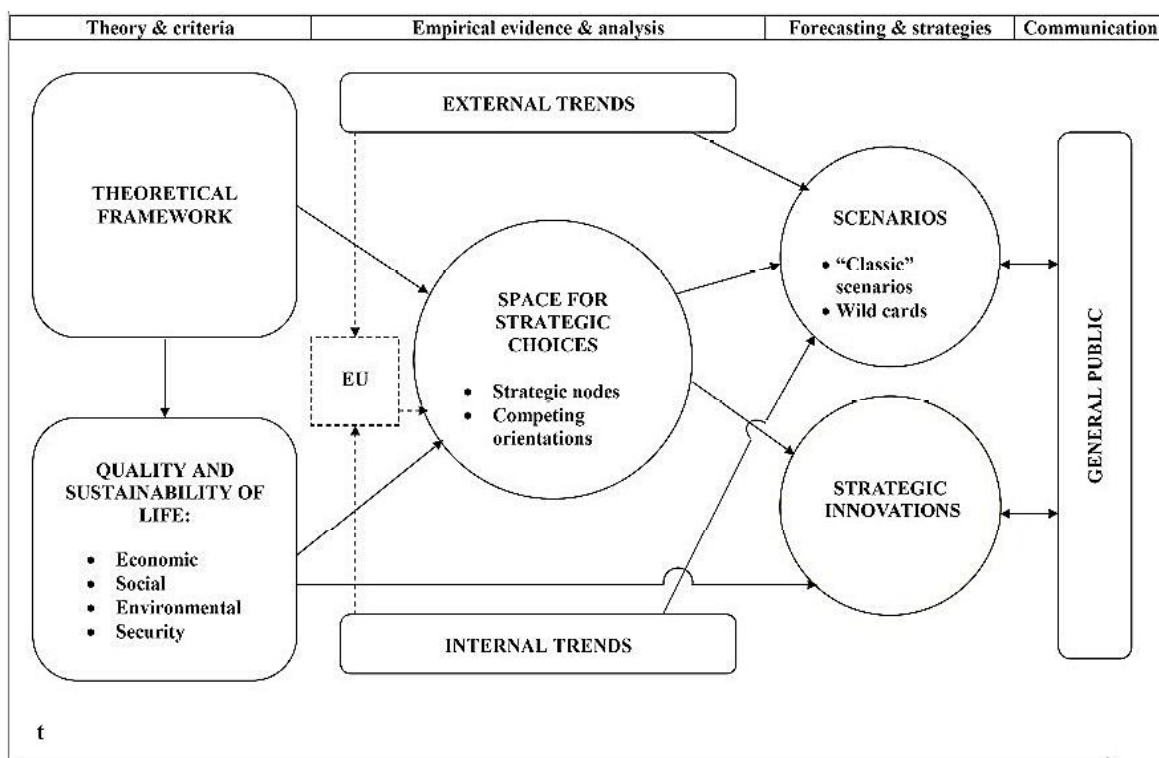 Theory & criteria
Empirical evidence & analysis
Forecasting & strategies
Communication
EXTERNAL TRENDS
THEORETICAL
FRAMEWORK
SCENARIOS
• “Classic”
scenarios
• Wild cards
SPACE FOR
STRATEGIC
CHOICES
• Strategic nodes
• Competing
orientations
EU
GENERAL PUBLIC
QUALITY AND
SUSTAINABILITY OF
LIFE:
• Economic
• Social
• Environmental
• Security
STRATEGIC
INNOVATIONS
INTERNAL TRENDS
t